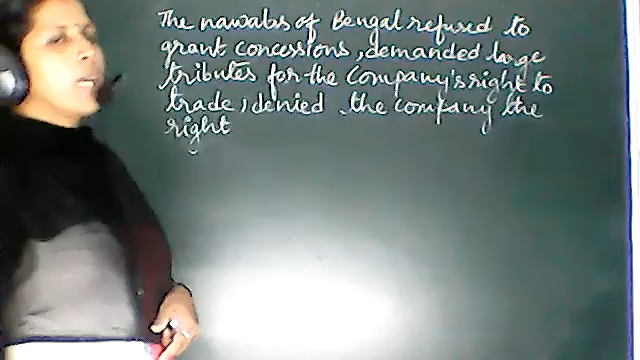 The nawabs of Bengal refused to
grant concessions, demanded large
tributes for the Company's right to
trade, denied the company the
right